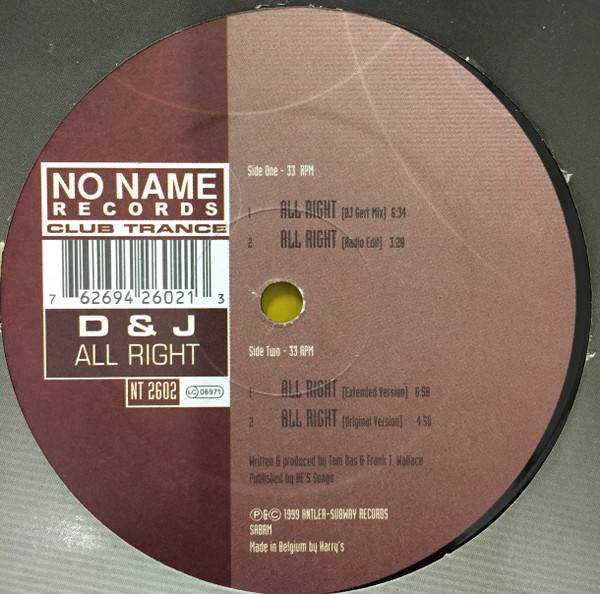 NO NAME
RECORDS
CLUB TRANCE
7 62694 26021 3
D & J
ALL RIGHT
NT 2602 LC 06971
Side One - 33 RPM
1 ALL RIGHT (DJ Gert Mix) 6:34
2 ALL RIGHT (Radio Edit) 3:28
Side Two - 33 RPM
1 ALL RIGHT (Extended Version) 6:58
2 ALL RIGHT (Original Version) 4:56
Written & produced by Tom Bas & Frank T. Wallace
Published by BE'S Songs
℗&© 1999 ANTLER-SUBWAY RECORDS
SABAM
Made in Belgium by Harry's